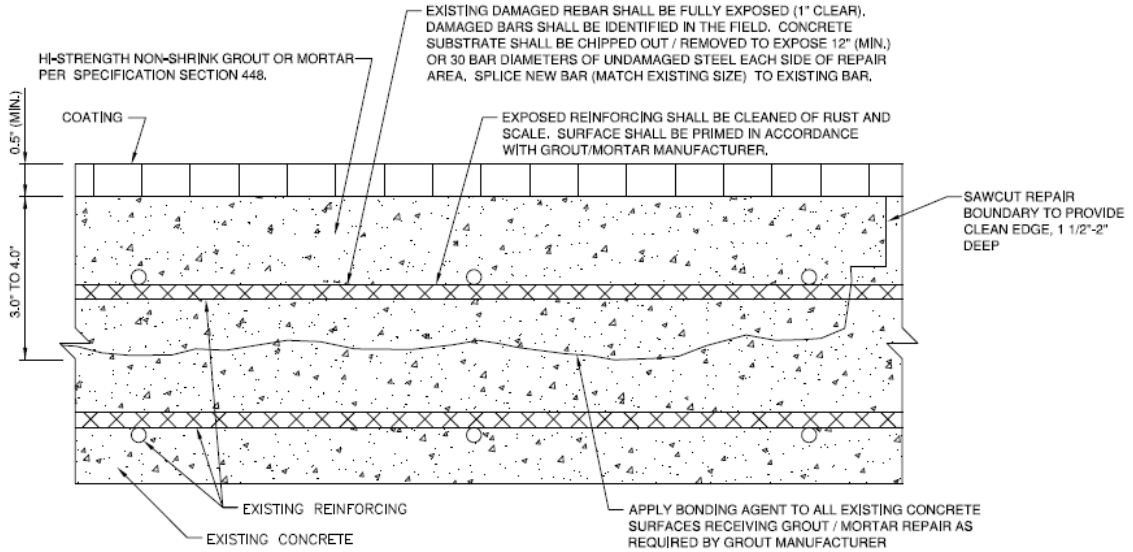 EXISTING DAMAGED REBAR SHALL BE FULLY EXPOSED (1" CLEAR).
DAMAGED BARS SHALL BE IDENTIFIED IN THE FIELD. CONCRETE
SUBSTRATE SHALL BE CHIPPED OUT / REMOVED TO EXPOSE 12" (MIN.)
OR 30 BAR DIAMETERS OF UNDAMAGED STEEL EACH SIDE OF REPAIR
AREA. SPLICE NEW BAR (MATCH EXISTING SIZE) TO EXISTING BAR.
HI-STRENGTH NON-SHRINK GROUT OR MORTAR
PER SPECIFICATION SECTION 448.
COATING
EXPOSED REINFORCING SHALL BE CLEANED OF RUST AND
SCALE. SURFACE SHALL BE PRIMED IN ACCORDANCE
WITH GROUT/MORTAR MANUFACTURER.
0.5" (MIN.)
3.0" TO 4.0"
SAWCUT REPAIR
BOUNDARY TO PROVIDE
CLEAN EDGE, 1 1/2"-2"
DEEP
EXISTING REINFORCING
EXISTING CONCRETE
APPLY BONDING AGENT TO ALL EXISTING CONCRETE
SURFACES RECEIVING GROUT / MORTAR REPAIR AS
REQUIRED BY GROUT MANUFACTURER